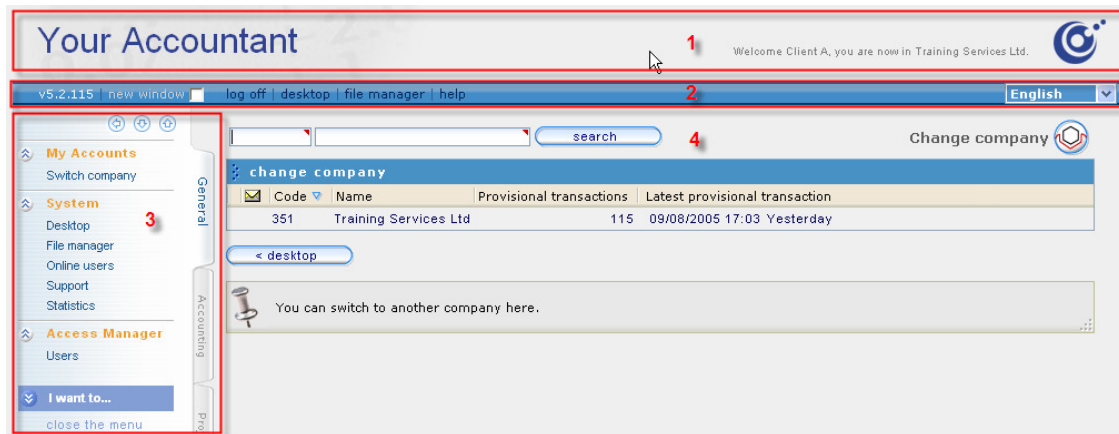 Your Accountant
1
Welcome Client A, you are now in Training Services Ltd.
v5.2.115 | new window log off | desktop | file manager | help
2
English
My Accounts
Switch company
System
Desktop
File manager
Online users
Support
Statistics
Access Manager
Users
I want to...
close the menu
3
General
Accounting
search
4
Change company
change company
Code Name Provisional transactions Latest provisional transaction
351 Training Services Ltd 115 09/08/2005 17:03 Yesterday
< desktop
You can switch to another company here.